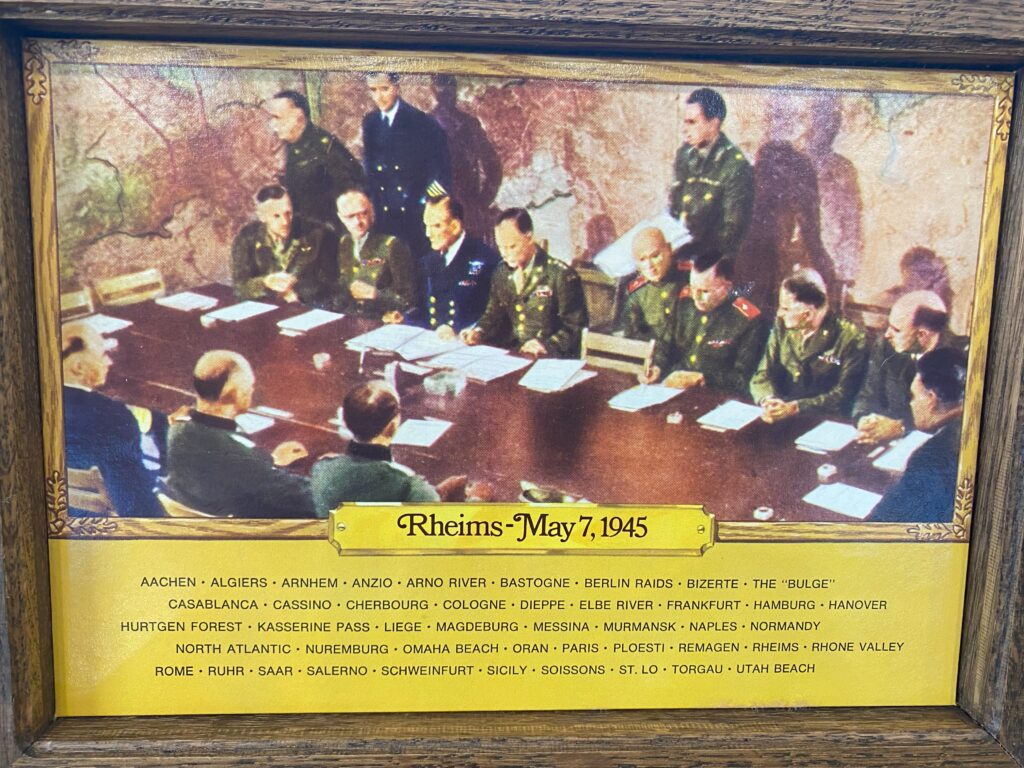 Rheims-May 7, 1945
AACHEN · ALGIERS · ARNHEM · ANZIO · ARNO RIVER · BASTOGNE · BERLIN RAIDS · BIZERTE · THE "BULGE"
CASABLANCA · CASSINO · CHERBOURG · COLOGNE · DIEPPE · ELBE RIVER · FRANKFURT · HAMBURG · HANOVER
HURTGEN FOREST · KASSERINE PASS · LIEGE · MAGDEBURG · MESSINA · MURMANSK · NAPLES · NORMANDY
NORTH ATLANTIC · NUREMBURG · OMAHA BEACH · ORAN · PARIS · PLOESTI · REMAGEN · RHEIMS · RHONE VALLEY
ROME · RUHR · SAAR · SALERNO · SCHWEINFURT · SICILY · SOISSONS · ST. LO · TORGAU · UTAH BEACH